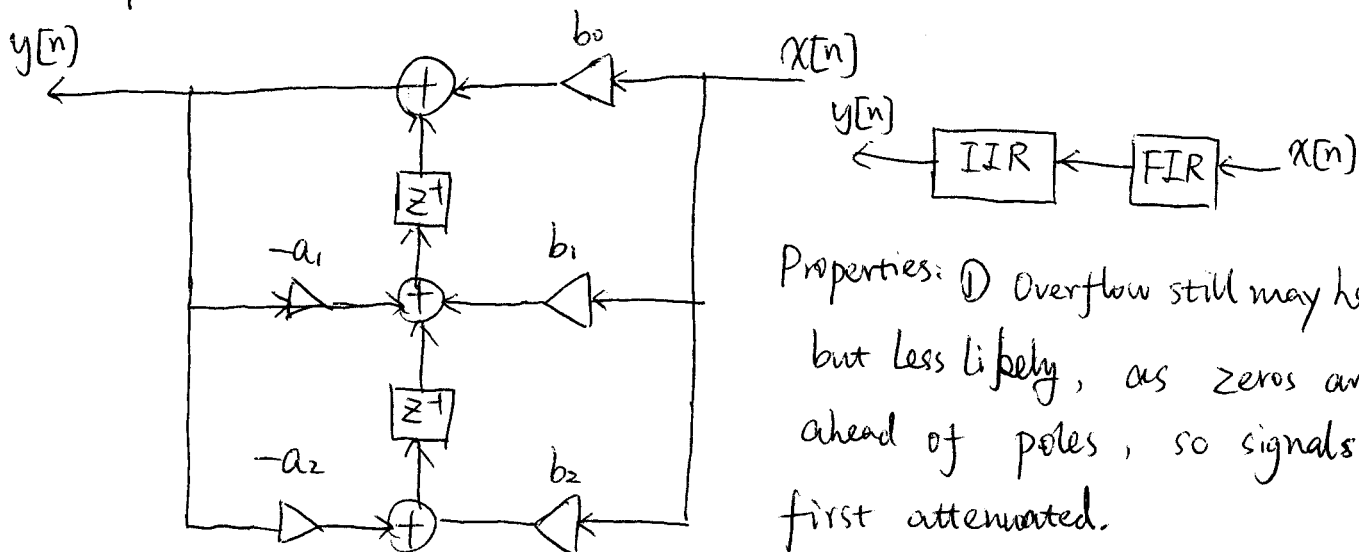 y[n]
b₀
x[n]
+
z⁻¹
-a₁
b₁
+
z⁻¹
-a₂
b₂
+
y[n]
IIR
FIR
x[n]
Properties: ① Overflow still may
but less likely, as zeros
ahead of poles, so signals
first attenuated.